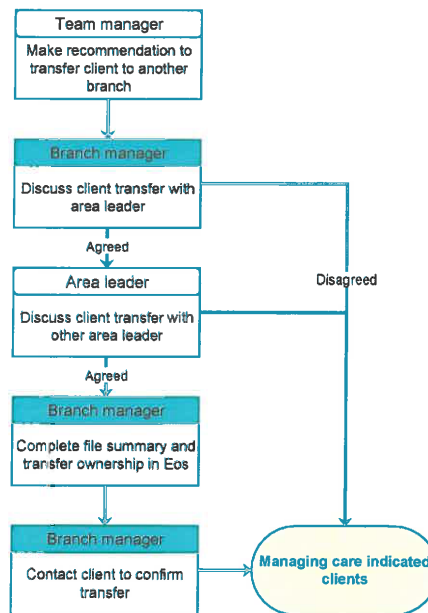 Team manager
Make recommendation to
transfer client to another
branch
Branch manager
Discuss client transfer with
area leader
Agreed
Disagreed
Area leader
Discuss client transfer with
other area leader
Agreed
Branch manager
Complete file summary and
transfer ownership in Eos
Branch manager
Contact client to confirm
transfer
Managing care indicated
clients